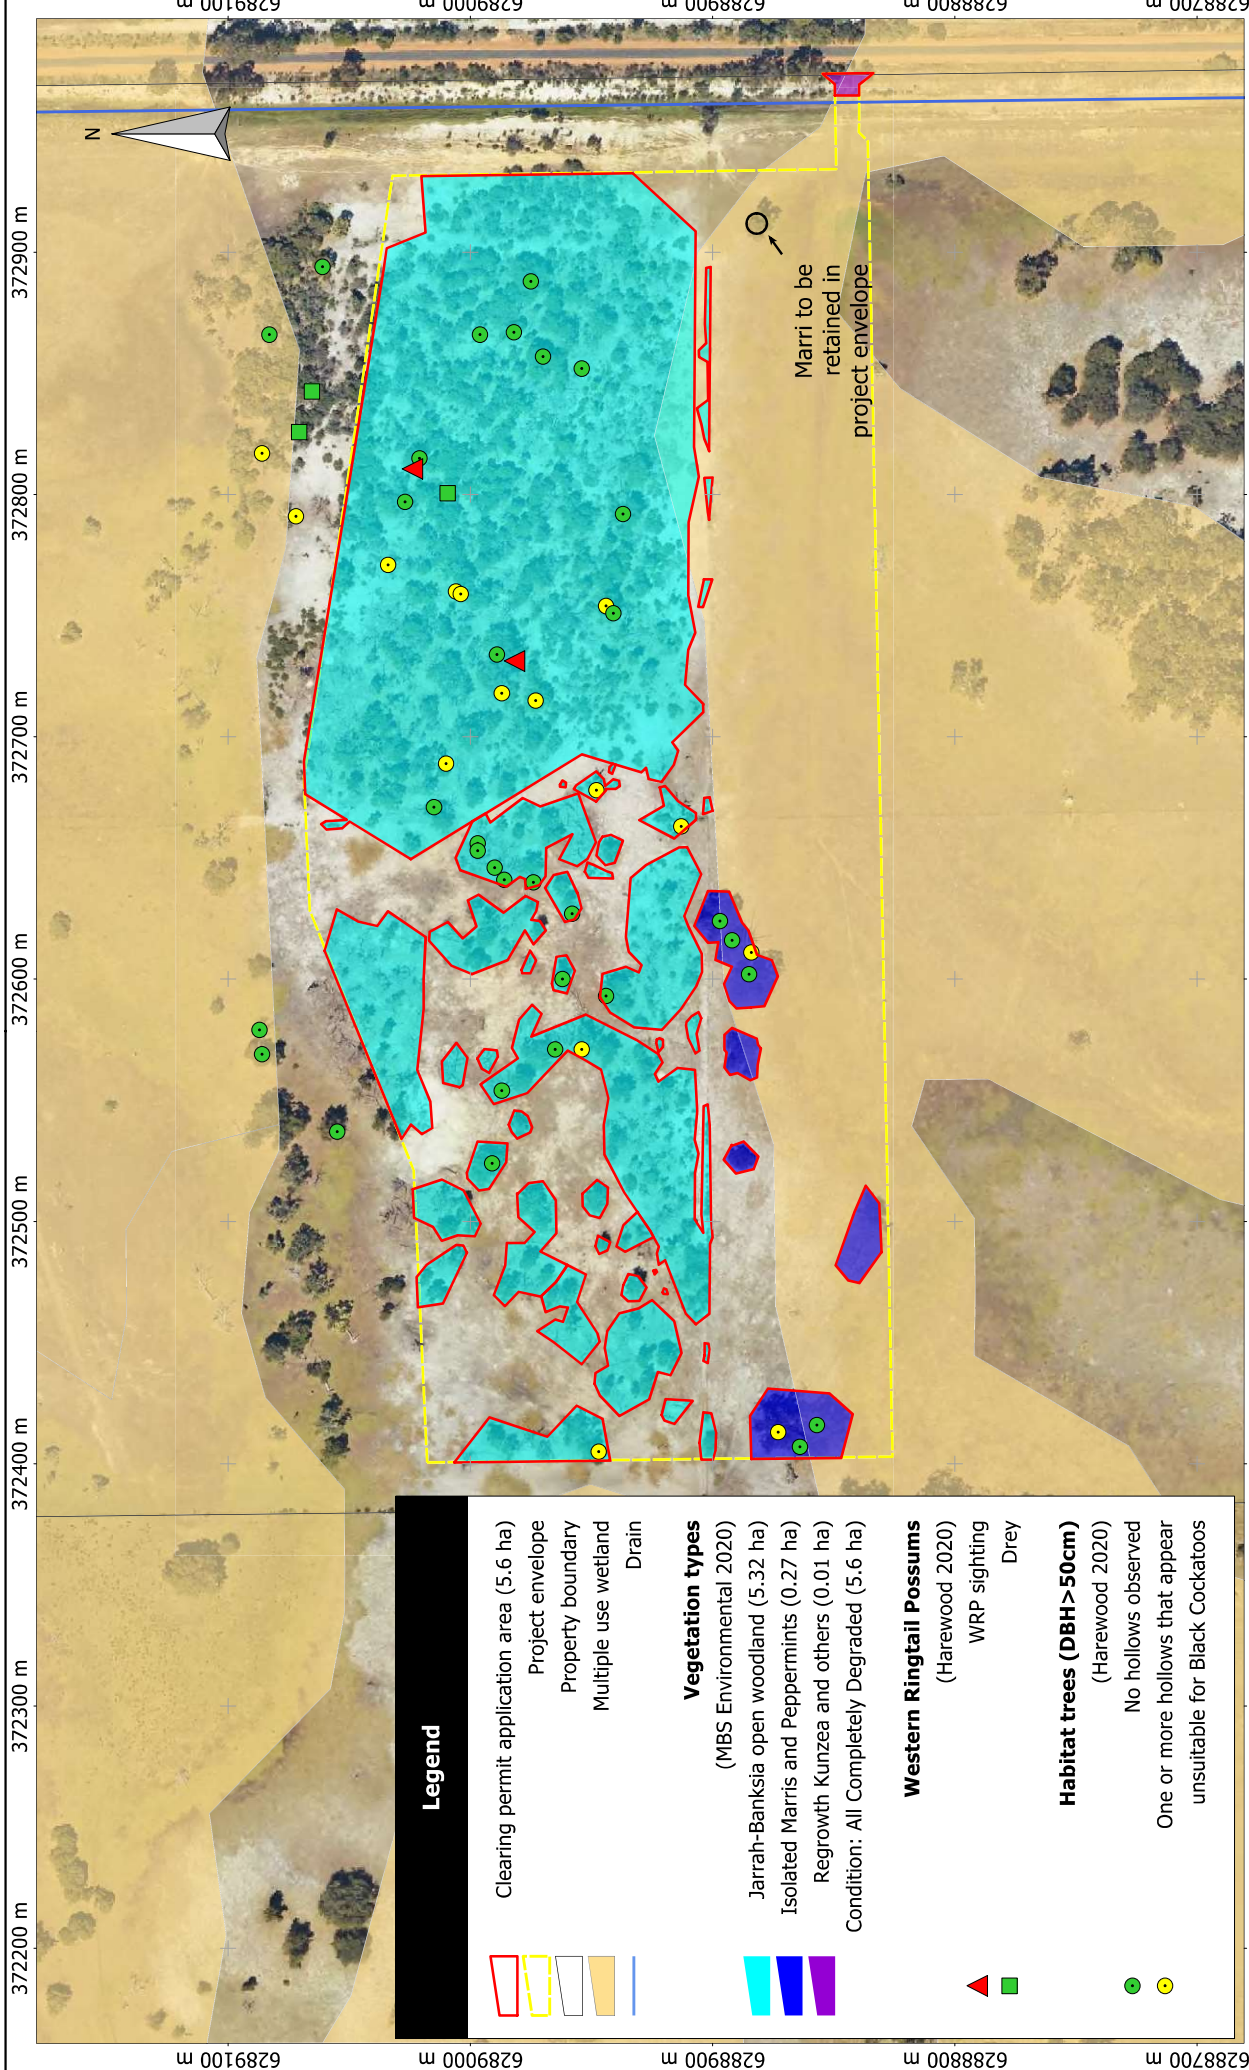 6289100 m
6289000 m
6288900 m
6288800 m
6288700 m
N
372900 m
372800 m
372700 m
372600 m
372500 m
372400 m
372300 m
372200 m
Marri to be
retained in
project envelope
Legend
Clearing permit application area (5.6 ha)
Project envelope
Property boundary
Multiple use wetland
Drain
Vegetation types
(MBS Environmental 2020)
Jarrah-Banksia open woodland (5.32 ha)
Isolated Marris and Peppermints (0.27 ha)
Regrowth Kunzea and others (0.01 ha)
Condition: All Completely Degraded (5.6 ha)
Western Ringtail Possums
(Harewood 2020)
WRP sighting
Drey
Habitat trees (DBH>50cm)
(Harewood 2020)
No hollows observed
One or more hollows that appear
unsuitable for Black Cockatoos
6289100 m
6289000 m
6288900 m
6288800 m
6288700 m